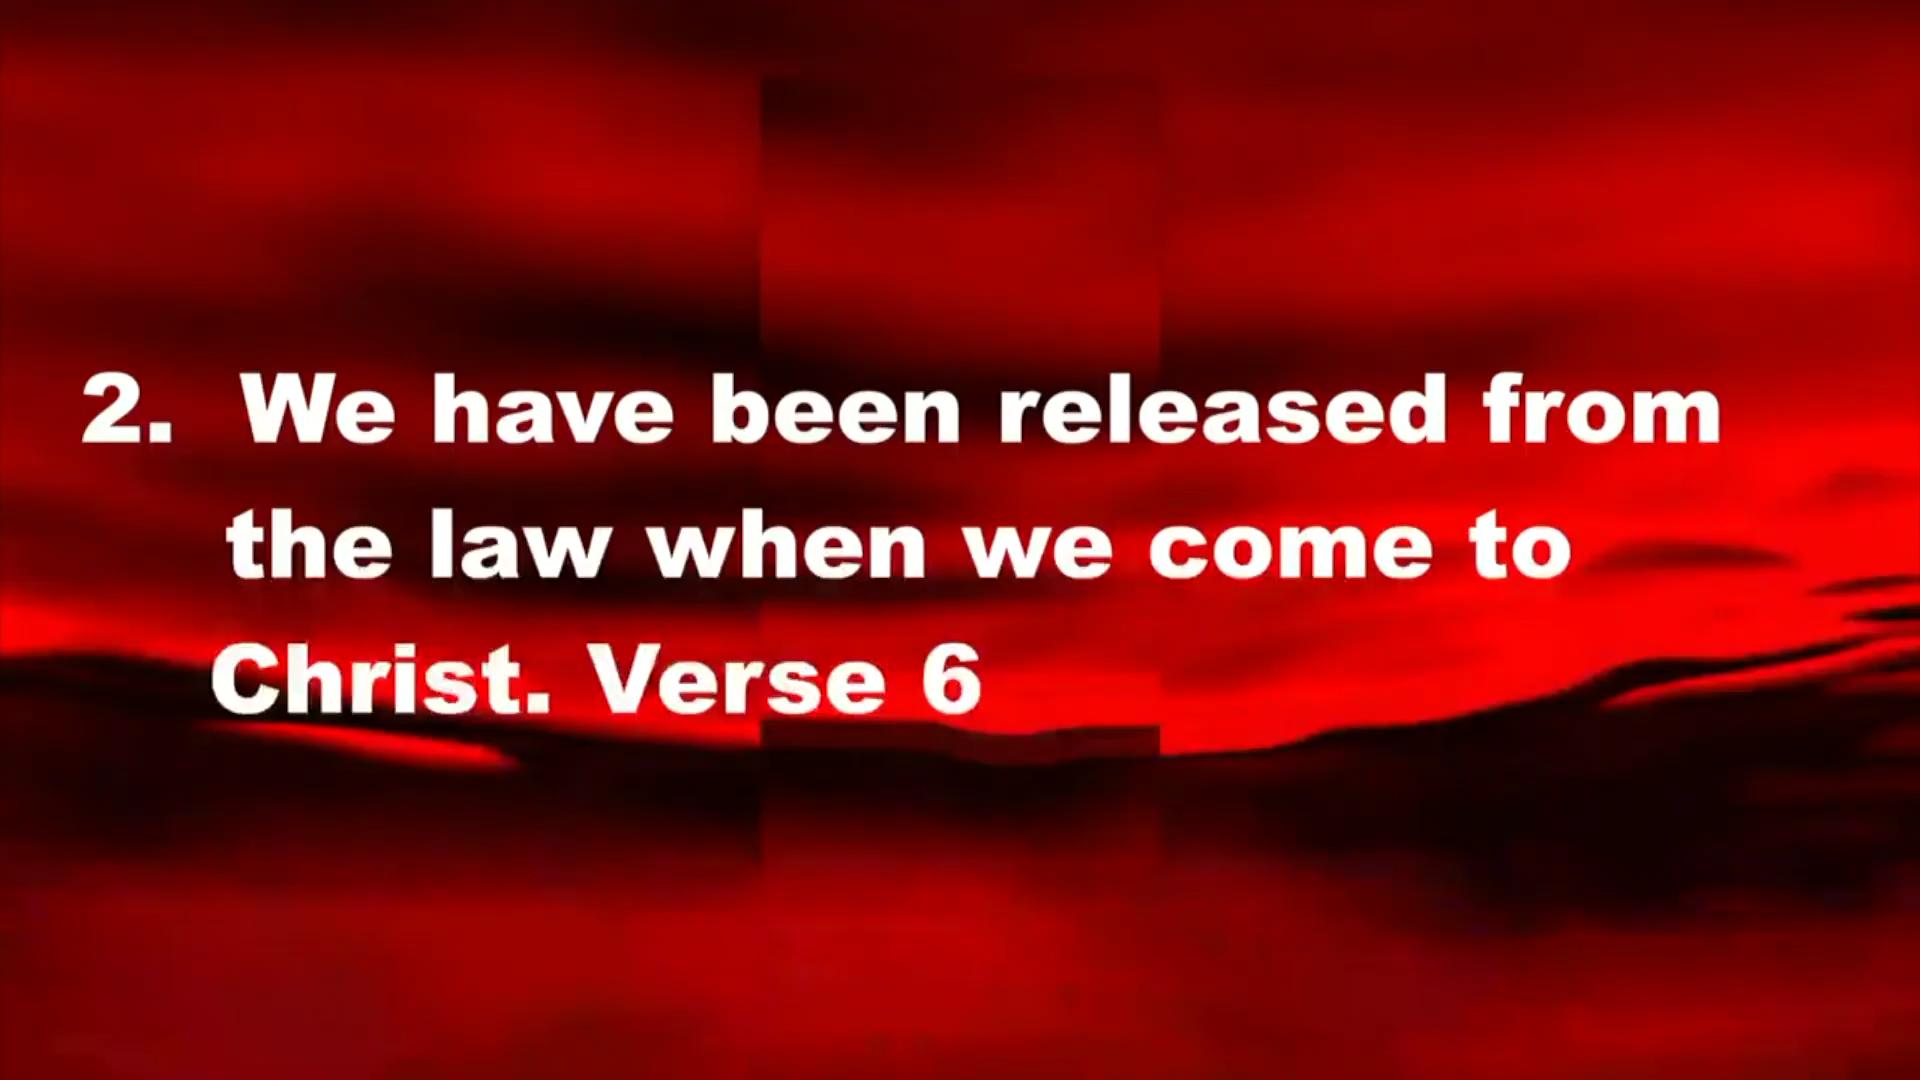 2. We have been released from
the law when we come to
Christ. Verse 6